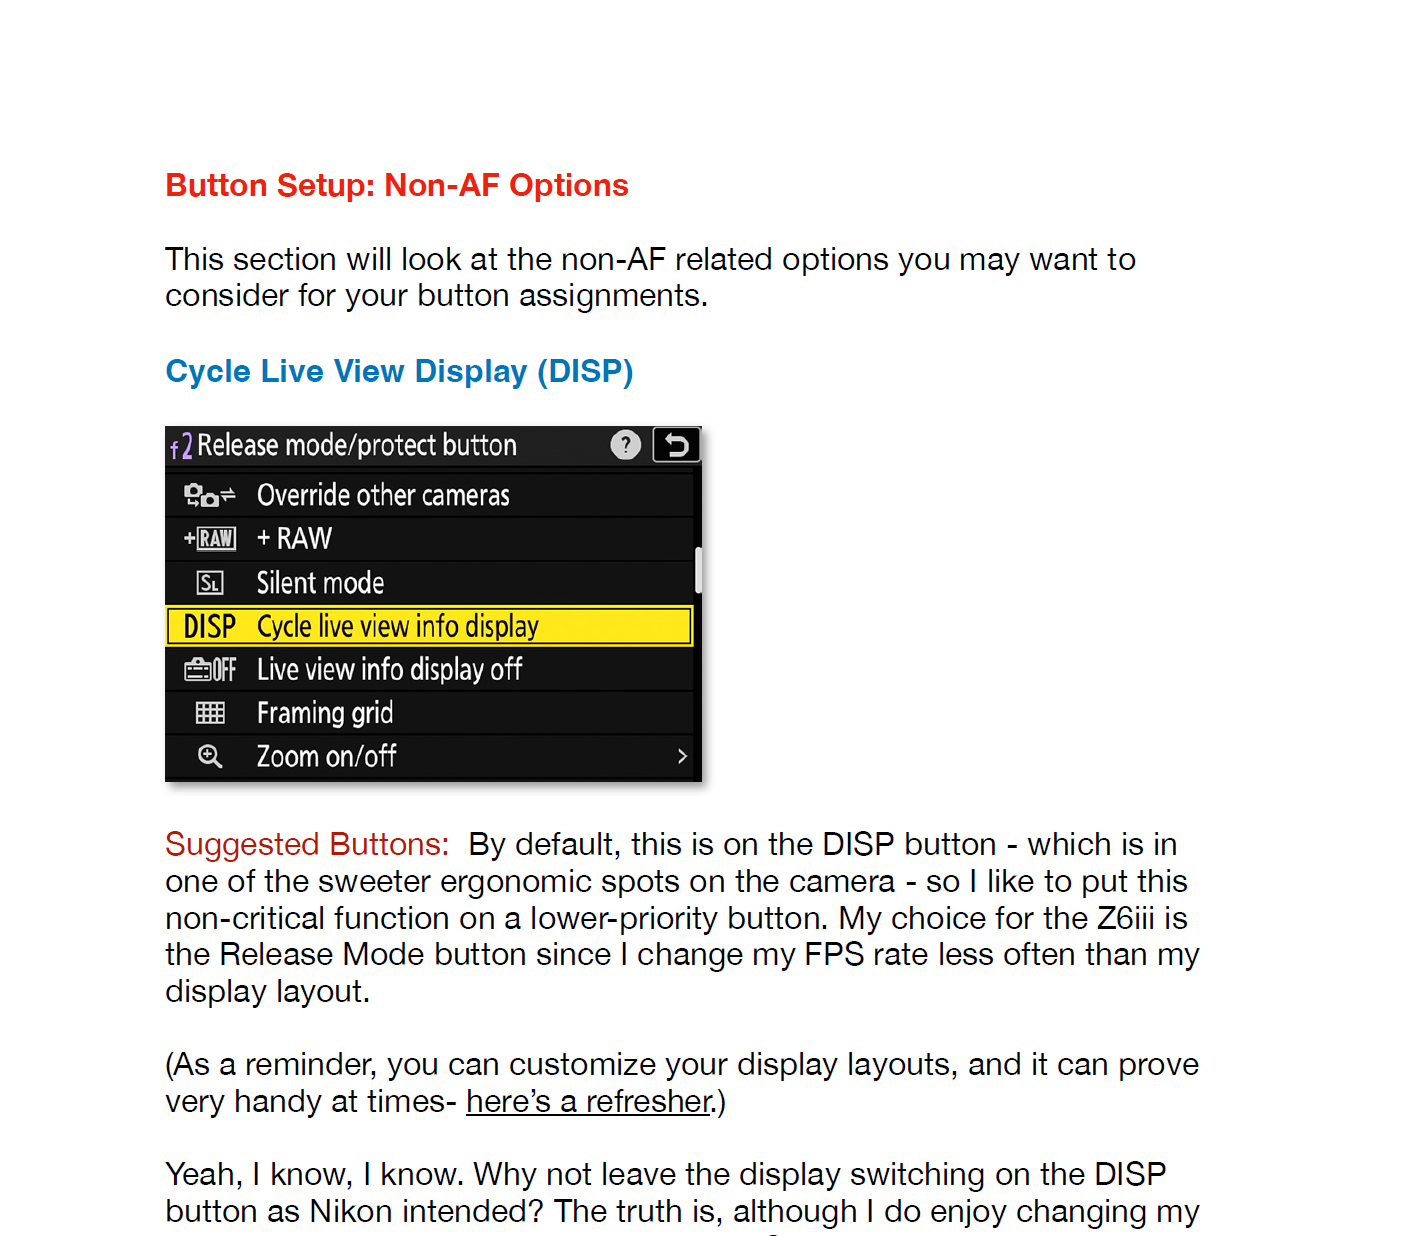 Button Setup: Non-AF Options
This section will look at the non-AF related options you may want to
consider for your button assignments.
Cycle Live View Display (DISP)
f2 Release mode/protect button ?
Override other cameras
+RAW + RAW
SL Silent mode
DISP Cycle live view info display
OFF Live view info display off
Framing grid
Zoom on/off >
Suggested Buttons: By default, this is on the DISP button - which is in
one of the sweeter ergonomic spots on the camera - so I like to put this
non-critical function on a lower-priority button. My choice for the Z6iii is
the Release Mode button since I change my FPS rate less often than my
display layout.
(As a reminder, you can customize your display layouts, and it can prove
very handy at times- here’s a refresher.)
Yeah, I know, I know. Why not leave the display switching on the DISP
button as Nikon intended? The truth is, although I do enjoy changing my